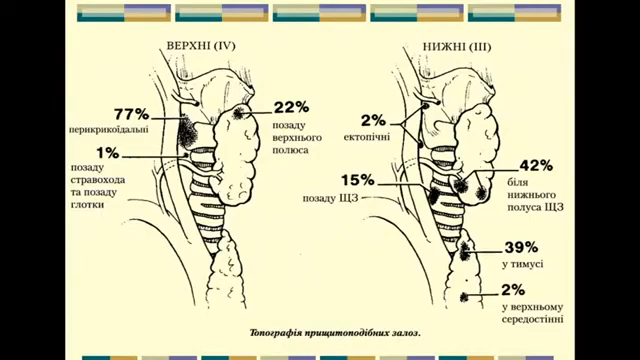 ВЕРХНІ (IV)
77%
перикрикоїдальні
1%
позаду
стравохода
та позаду
глотки
22%
позаду
верхнього
полюса
НИЖНІ (III)
2%
ектопічні
15%
позаду ЩЗ
42%
біля
нижнього
полуса ЩЗ
39%
у тимусі
2%
у верхньому
середостінні
Топографія прищитоподібних залоз.